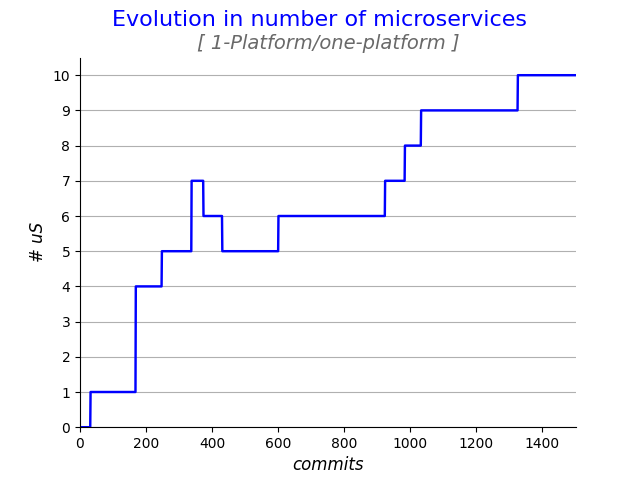 Evolution in number of microservices
[ 1-Platform/one-platform ]
10
9
8
7
6
5
4
3
2
1
0
# uS
0 200 400 600 800 1000 1200 1400
commits